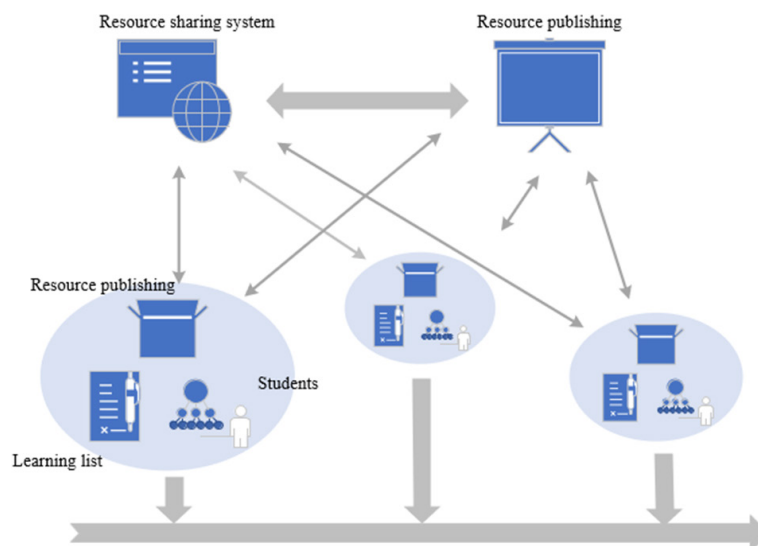 Resource sharing system
Resource publishing
Resource publishing
Students
Learning list